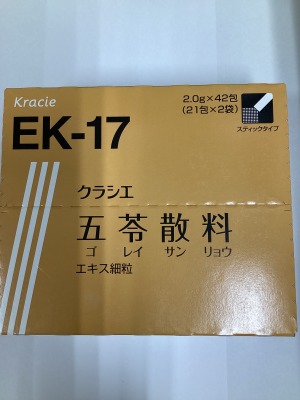 Kracie
EK-17
2.0g×42包
(21包×2袋)
スティックタイプ
クラシエ
五苓散料
ゴレイサンリョウ
エキス細粒